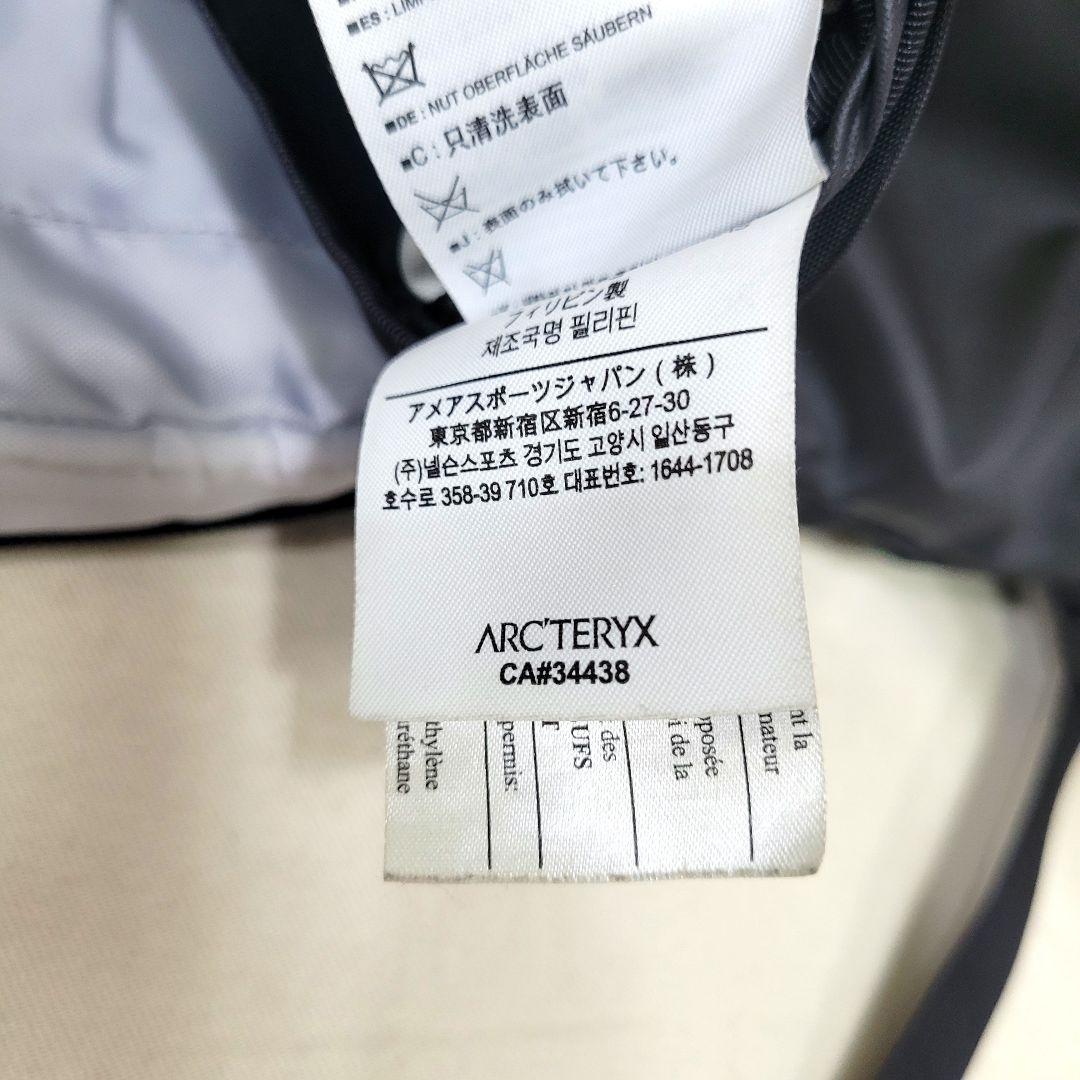 ■ES : LIM
■DE : NUT OBERFLÄCHE SÄUBERN
■C : 只清洗表面
■J : 表面のみ拭いて下さい。
フィリピン製
제조국명 필리핀
アメアスポーツジャパン ( 株 )
東京都新宿区新宿6-27-30
(주)넬슨스포츠 경기도 고양시 일산동구
호수로 358-39 710호 대표번호: 1644-1708
ARC'TERYX
CA#34438
nt la
nateur
pposée
i de la
des
UFS
T
permis:
thylène
réthane